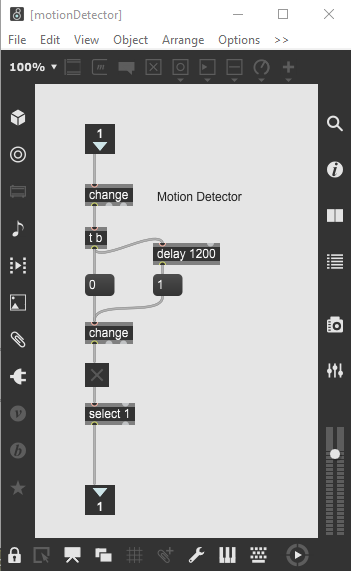 [motionDetector]
File Edit View Object Arrange Options >>
100%
1
change
Motion Detector
t b
delay 1200
0
1
change
select 1
1